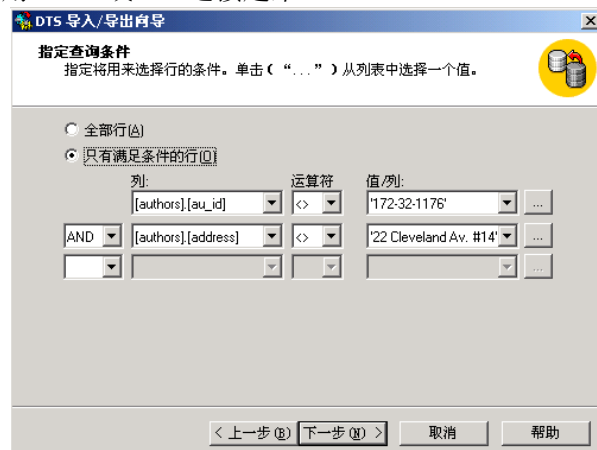 DTS 导入/导出向导
指定查询条件
指定将用来选择行的条件。单击(“...”)从列表中选择一个值。
全部行(A)
只有满足条件的行(O)
列: 运算符 值/列:
[authors].[au_id] <> '172-32-1176' ...
AND [authors].[address] <> '22 Cleveland Av. #14' ...
...
< 上一步(B) 下一步(N) > 取消 帮助